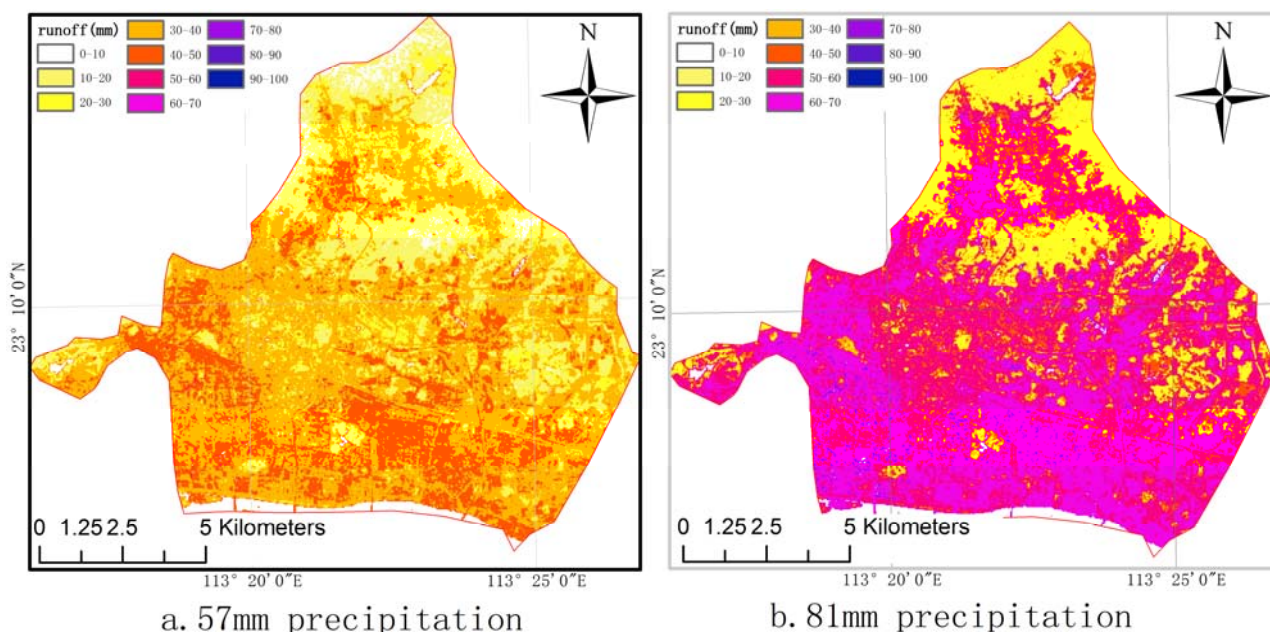 runoff(mm)
0-10
10-20
20-30
30-40
40-50
50-60
60-70
70-80
80-90
90-100
N
23° 10′0″N
0 1.25 2.5 5 Kilometers
113° 20′0″E
113° 25′0″E
a. 57mm precipitation
runoff(mm)
0-10
10-20
20-30
30-40
40-50
50-60
60-70
70-80
80-90
90-100
N
23° 10′0″N
0 1.25 2.5 5 Kilometers
113° 20′0″E
113° 25′0″E
b. 81mm precipitation